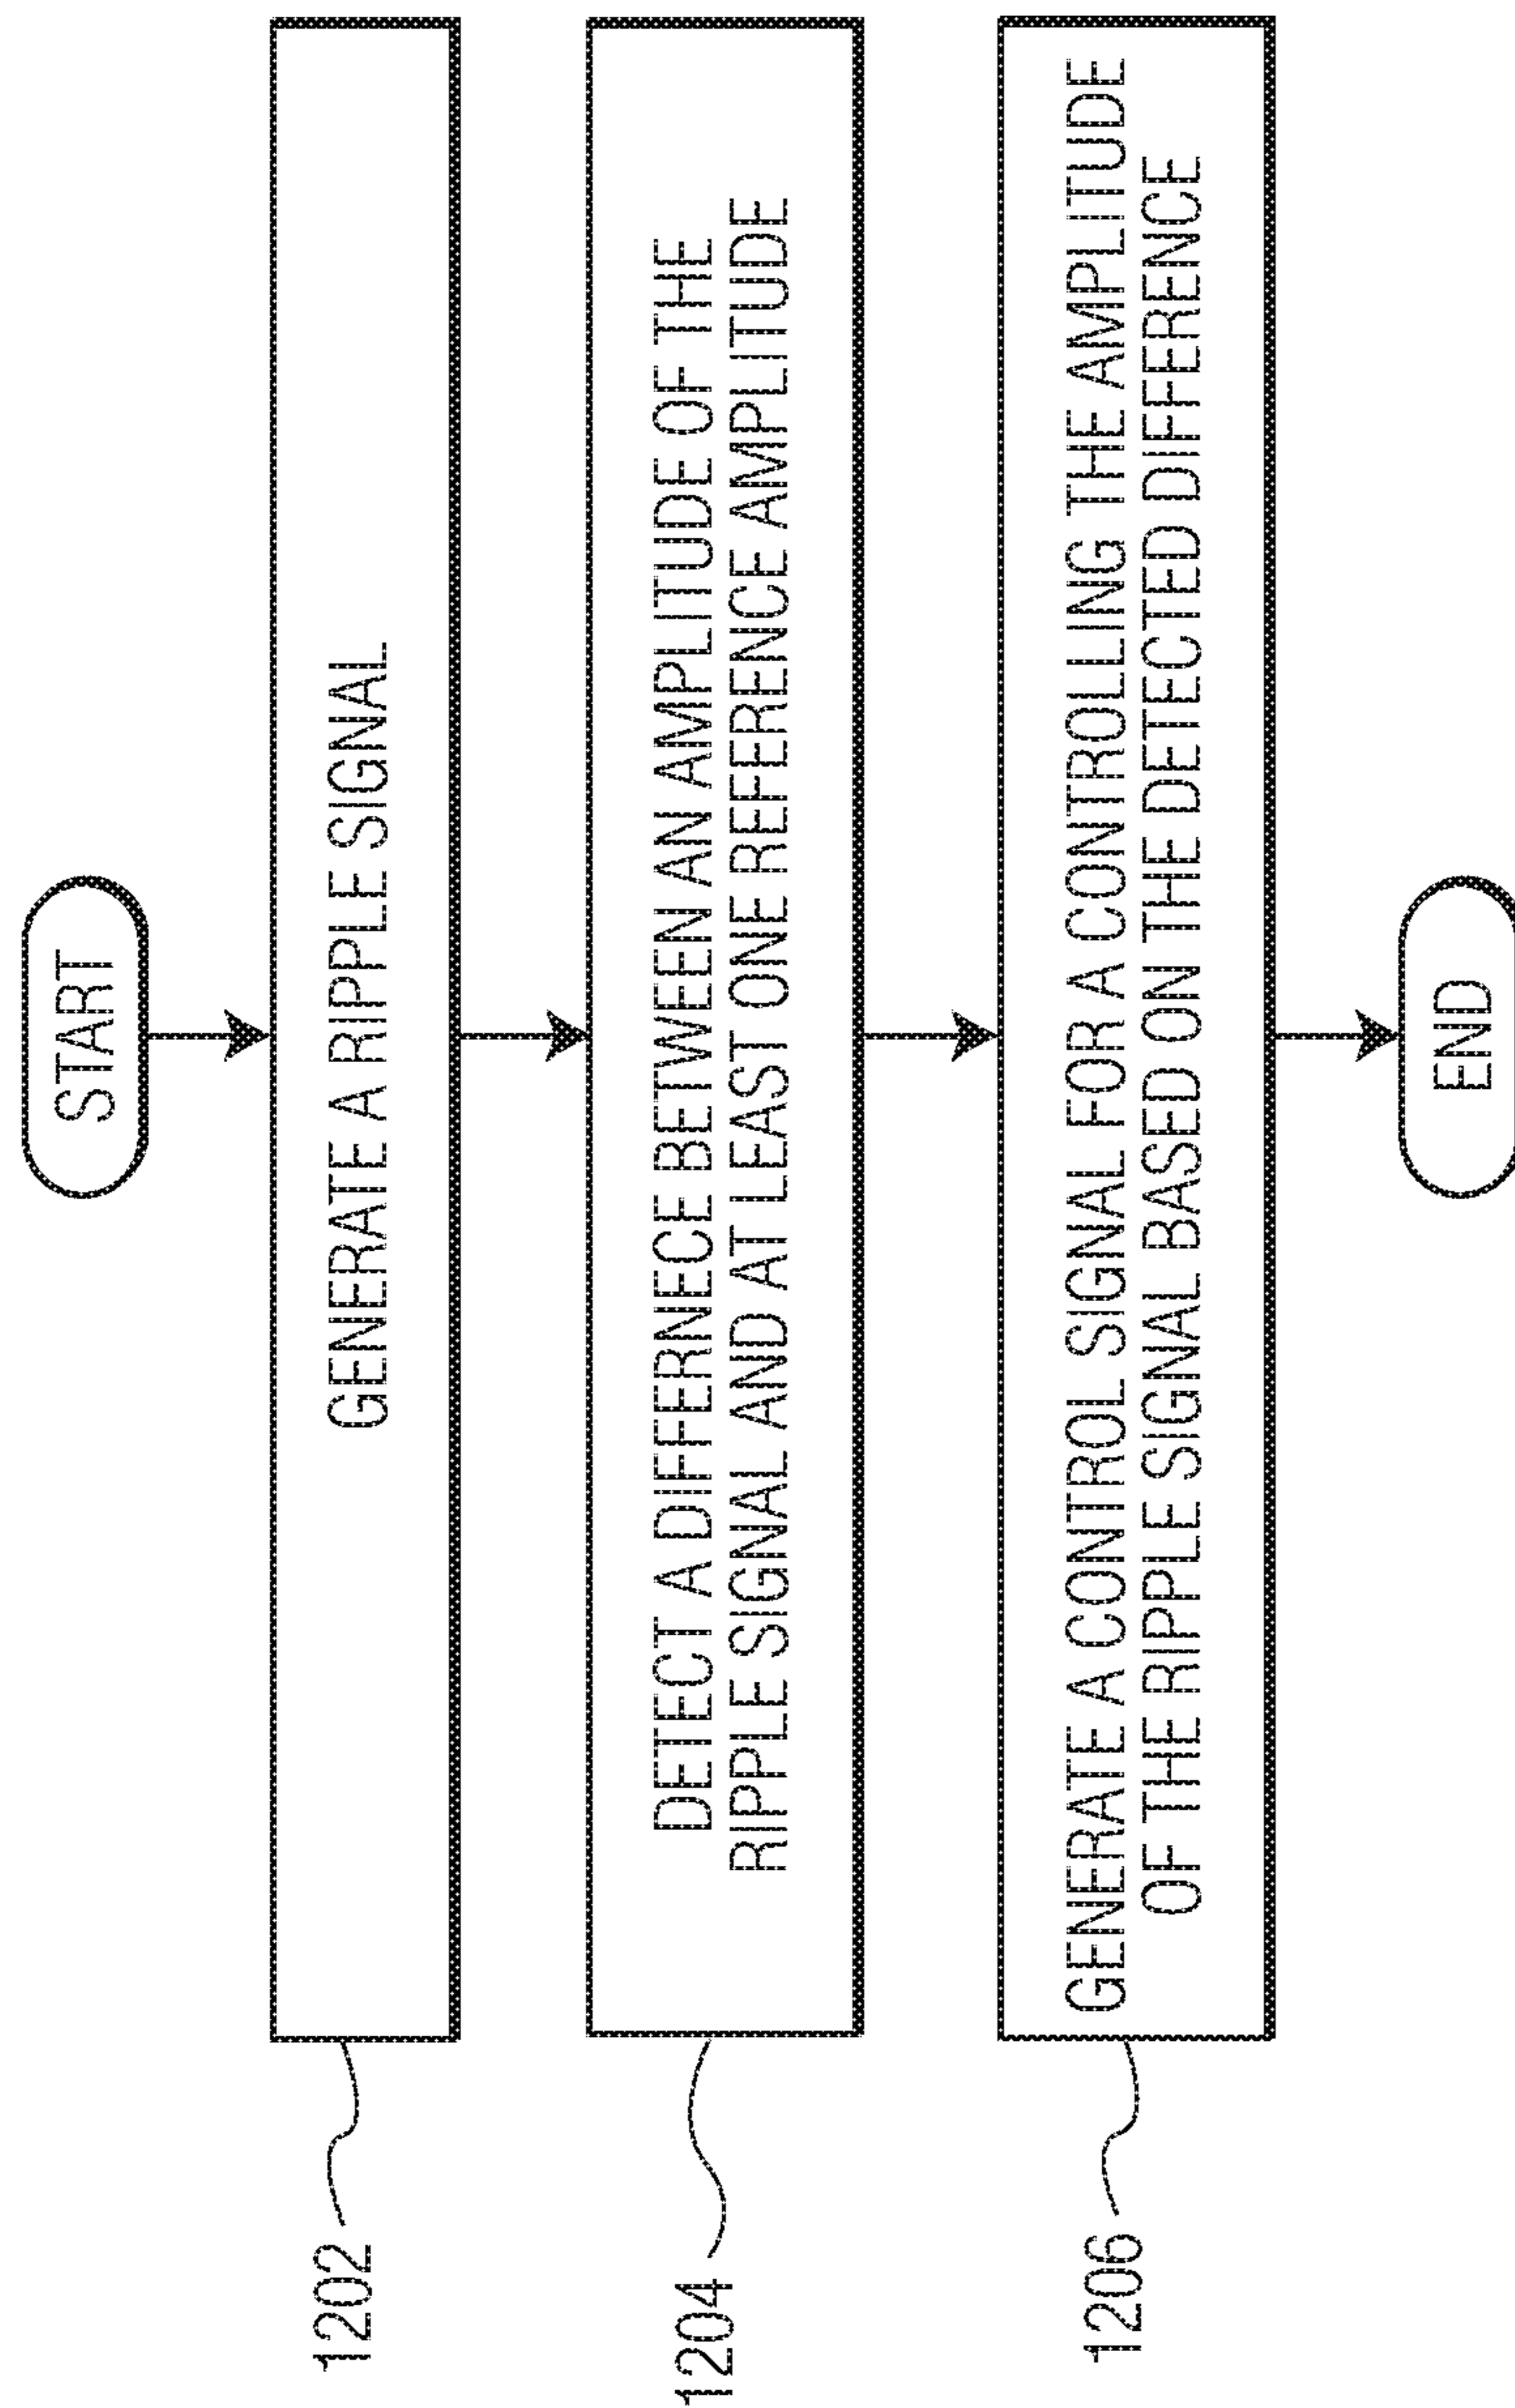 START
1202
GENERATE A RIPPLE SIGNAL
1204
DETECT A DIFFERNECE BETWEEN AN AMPLITUDE OF THE
RIPPLE SIGNAL AND AT LEAST ONE REFERENCE AMPLITUDE
1206
GENERATE A CONTROL SIGNAL FOR A CONTROLLING THE AMPLITUDE
OF THE RIPPLE SIGNAL BASED ON THE DETECTED DIFFERENCE
END